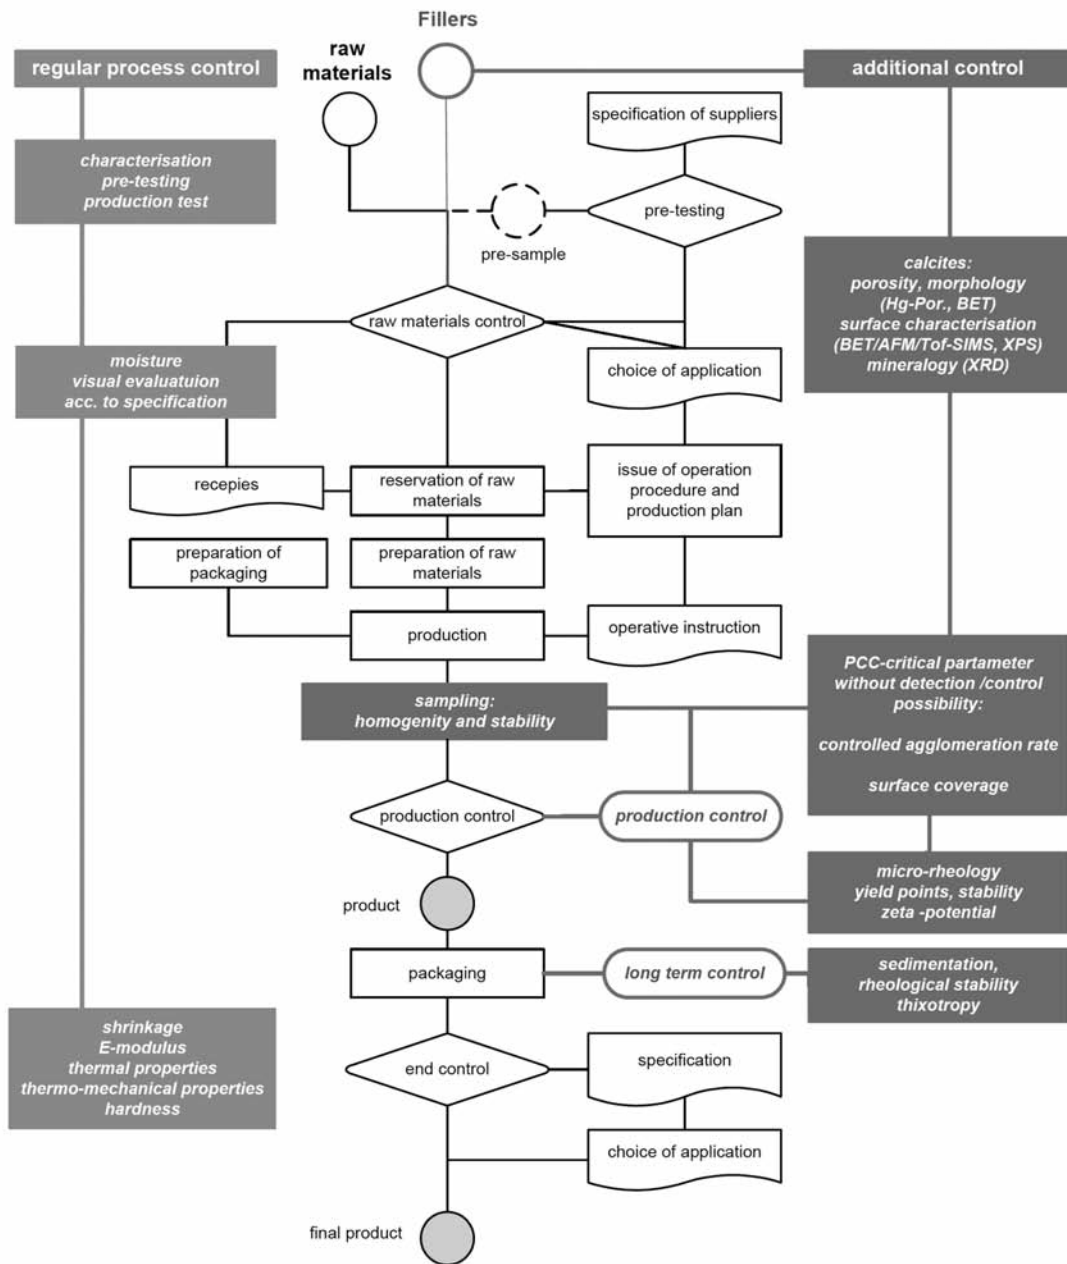 Fillers
raw
materials
regular process control
additional control
specification of suppliers
characterisation
pre-testing
production test
pre-testing
pre-sample
calcites:
porosity, morphology
(Hg-Por., BET)
surface characterisation
(BET/AFM/Tof-SIMS, XPS)
mineralogy (XRD)
raw materials control
moisture
visual evaluatuion
acc. to specification
choice of application
recepies
reservation of raw
materials
issue of operation
procedure and
production plan
preparation of
packaging
preparation of raw
materials
production
operative instruction
PCC-critical partameter
without detection /control
possibility:
controlled agglomeration rate
surface coverage
sampling:
homogenity and stability
production control
production control
micro-rheology
yield points, stability
zeta -potential
product
packaging
long term control
sedimentation,
rheological stability
thixotropy
shrinkage
E-modulus
thermal properties
thermo-mechanical properties
hardness
end control
specification
choice of application
final product